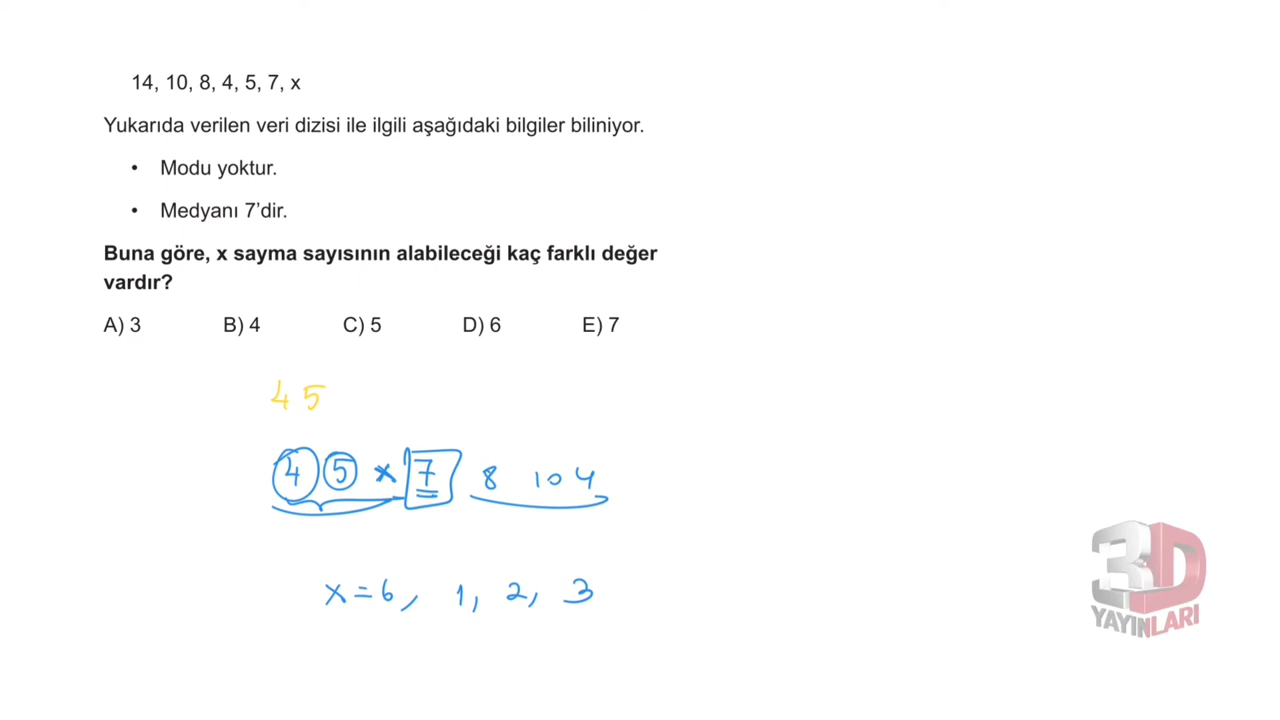 14, 10, 8, 4, 5, 7, x
Yukarıda verilen veri dizisi ile ilgili aşağıdaki bilgiler biliniyor.
• Modu yoktur.
• Medyanı 7’dir.
Buna göre, x sayma sayısının alabileceği kaç farklı değer
vardır?
A) 3 B) 4 C) 5 D) 6 E) 7
4 5
4 5 x 7 8 10 4
x = 6, 1, 2, 3
3D
YAYINLARI